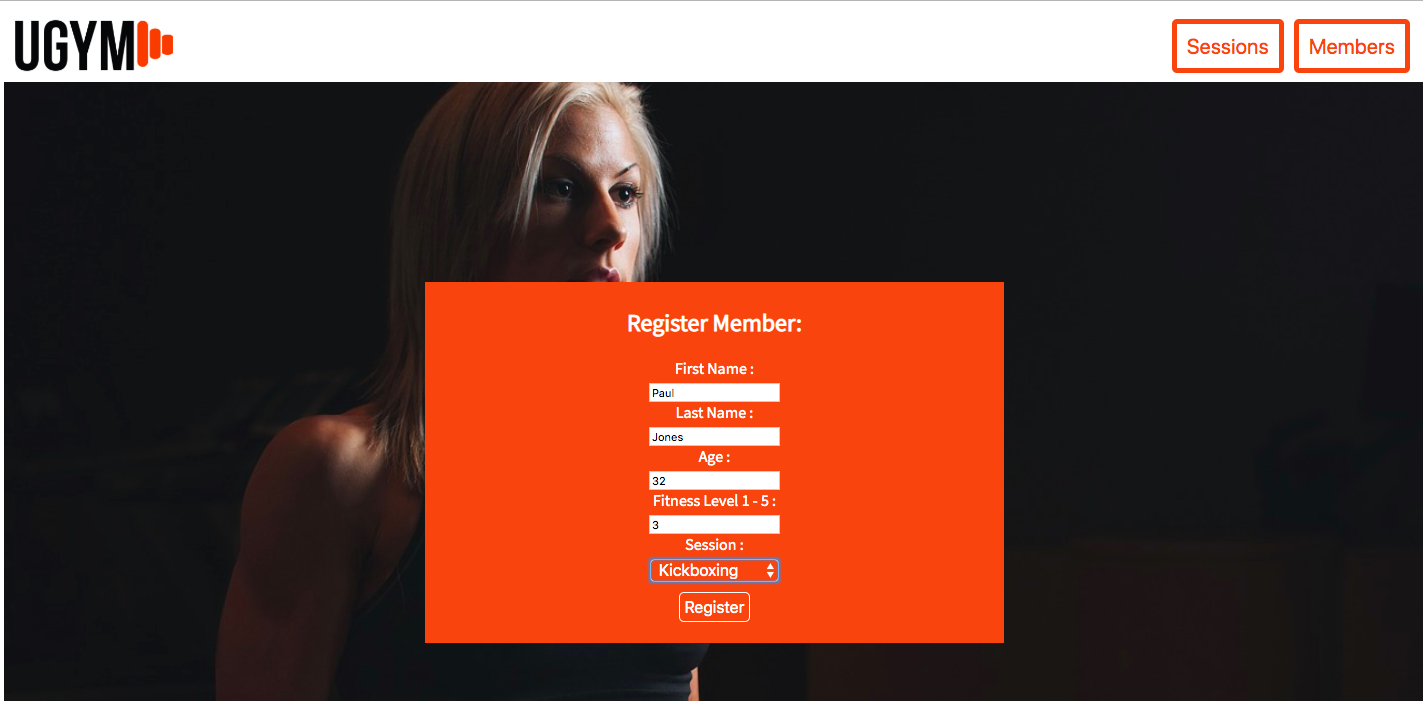 UGYM
Sessions Members
Register Member:
First Name :
Paul
Last Name :
Jones
Age :
32
Fitness Level 1 - 5 :
3
Session :
Kickboxing
Register